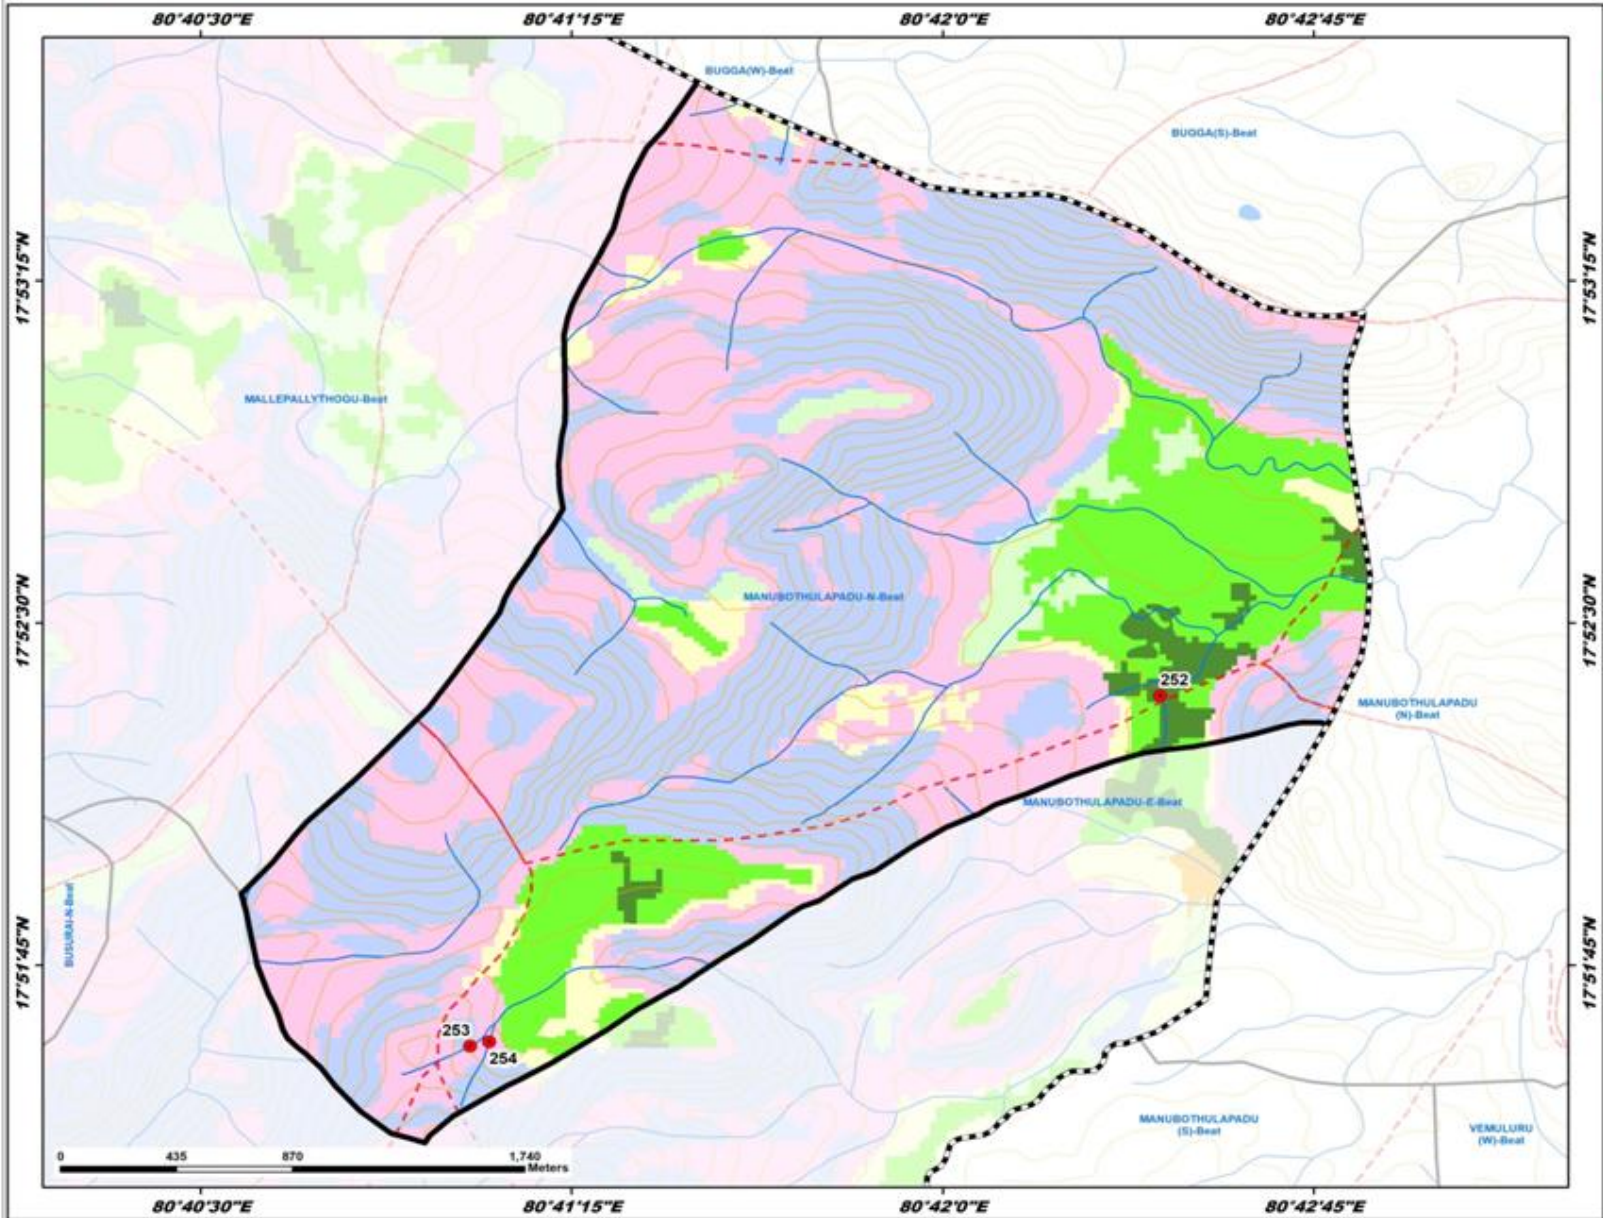 80°40'30"E
80°41'15"E
80°42'0"E
80°42'45"E
BUGGA(W)-Beat
BUGGA(S)-Beat
17°53'15"N
17°53'15"N
MALLEPALLYTHOGU-Beat
MANUBOTHULAPADU-N-Beat
17°52'30"N
17°52'30"N
252
MANUBOTHULAPADU
(N)-Beat
MANUBOTHULAPADU-E-Beat
BUSURAI-N-Beat
17°51'45"N
17°51'45"N
253
254
MANUBOTHULAPADU
(S)-Beat
VEMULURU
(W)-Beat
0 435 870 1,740
Meters
80°40'30"E
80°41'15"E
80°42'0"E
80°42'45"E